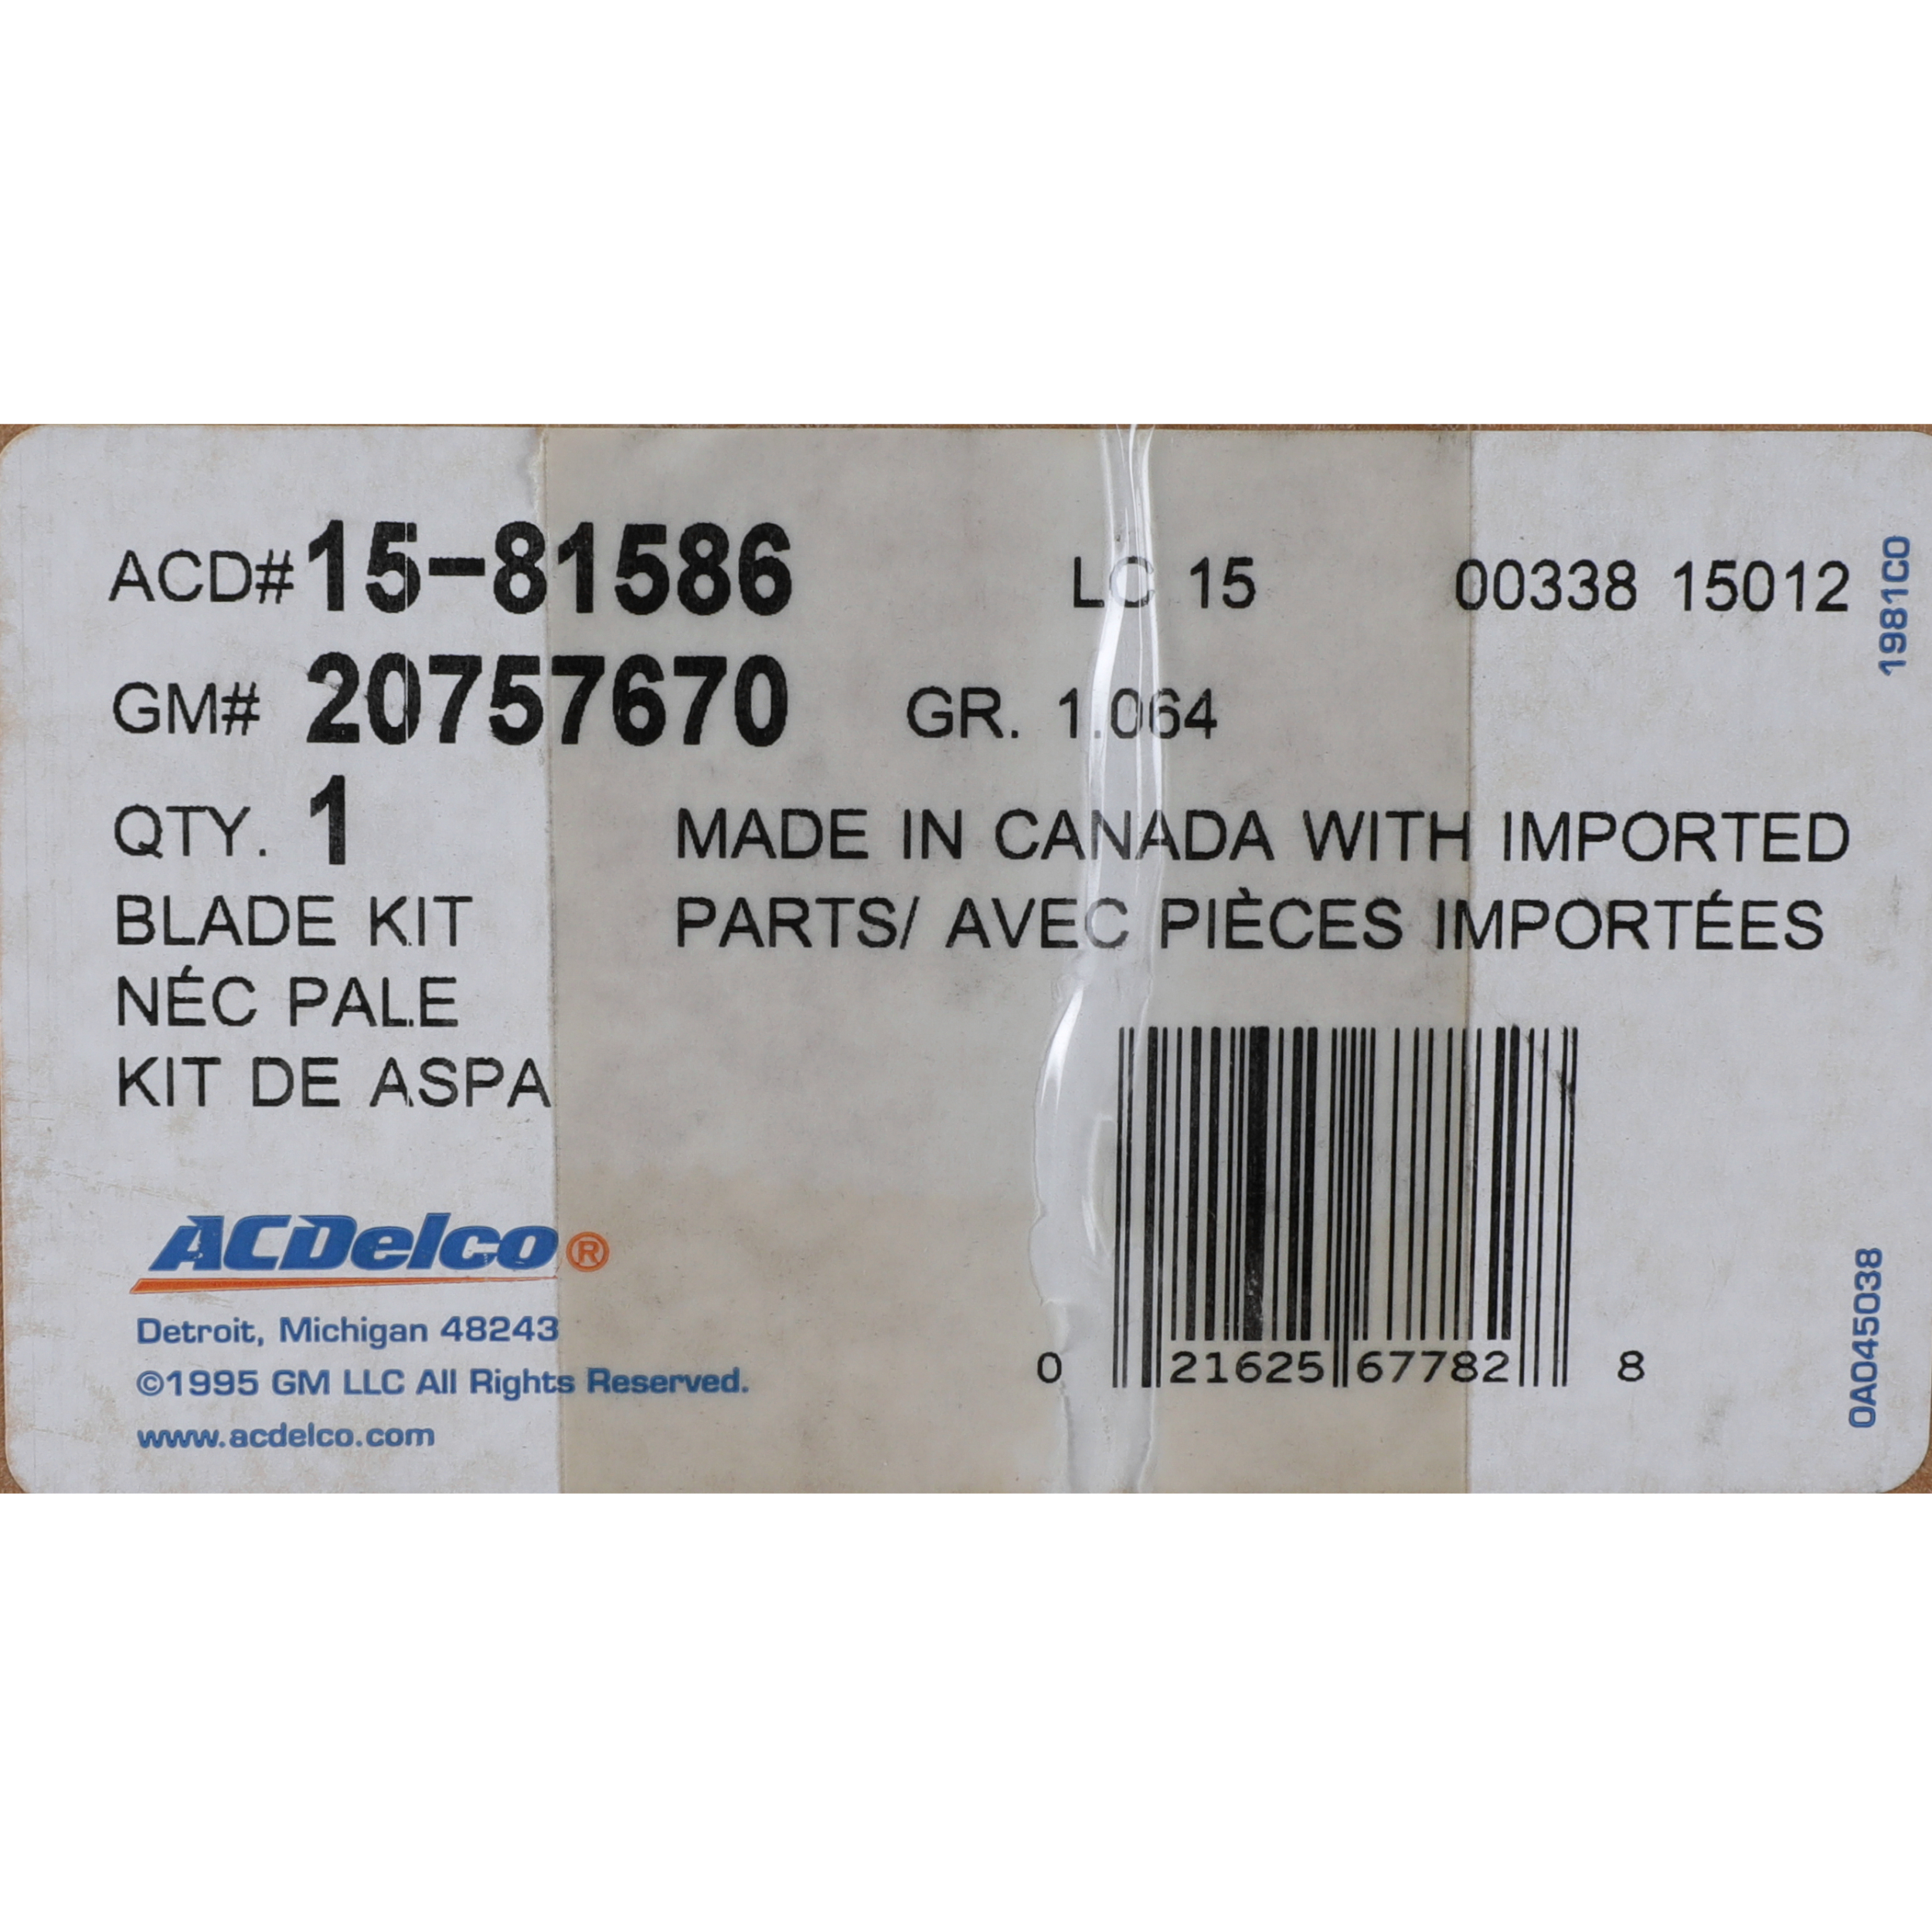 ACD# 15-81586 LC 15 00338 15012
GM# 20757670 GR. 1.064
QTY. 1 MADE IN CANADA WITH IMPORTED
BLADE KIT PARTS/ AVEC PIÈCES IMPORTÉES
NÉC PALE
KIT DE ASPA
ACDelco®
Detroit, Michigan 48243
©1995 GM LLC All Rights Reserved.
www.acdelco.com
0 21625 67782 8
1981C0
0A045038